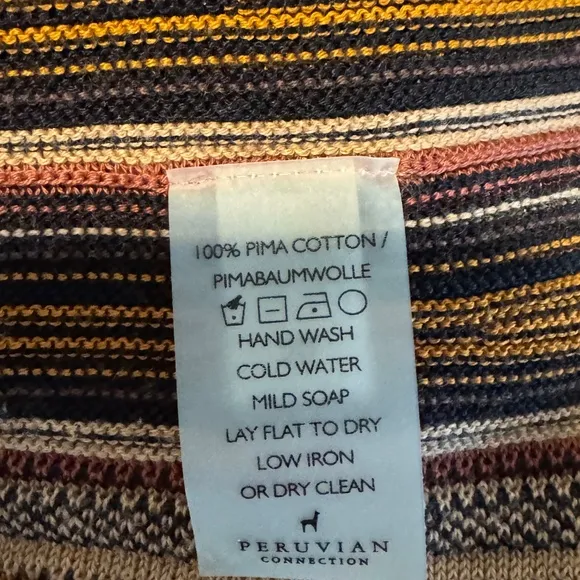 100% PIMA COTTON /
PIMABAUMWOLLE
HAND WASH
COLD WATER
MILD SOAP
LAY FLAT TO DRY
LOW IRON
OR DRY CLEAN
PERUVIAN
CONNECTION